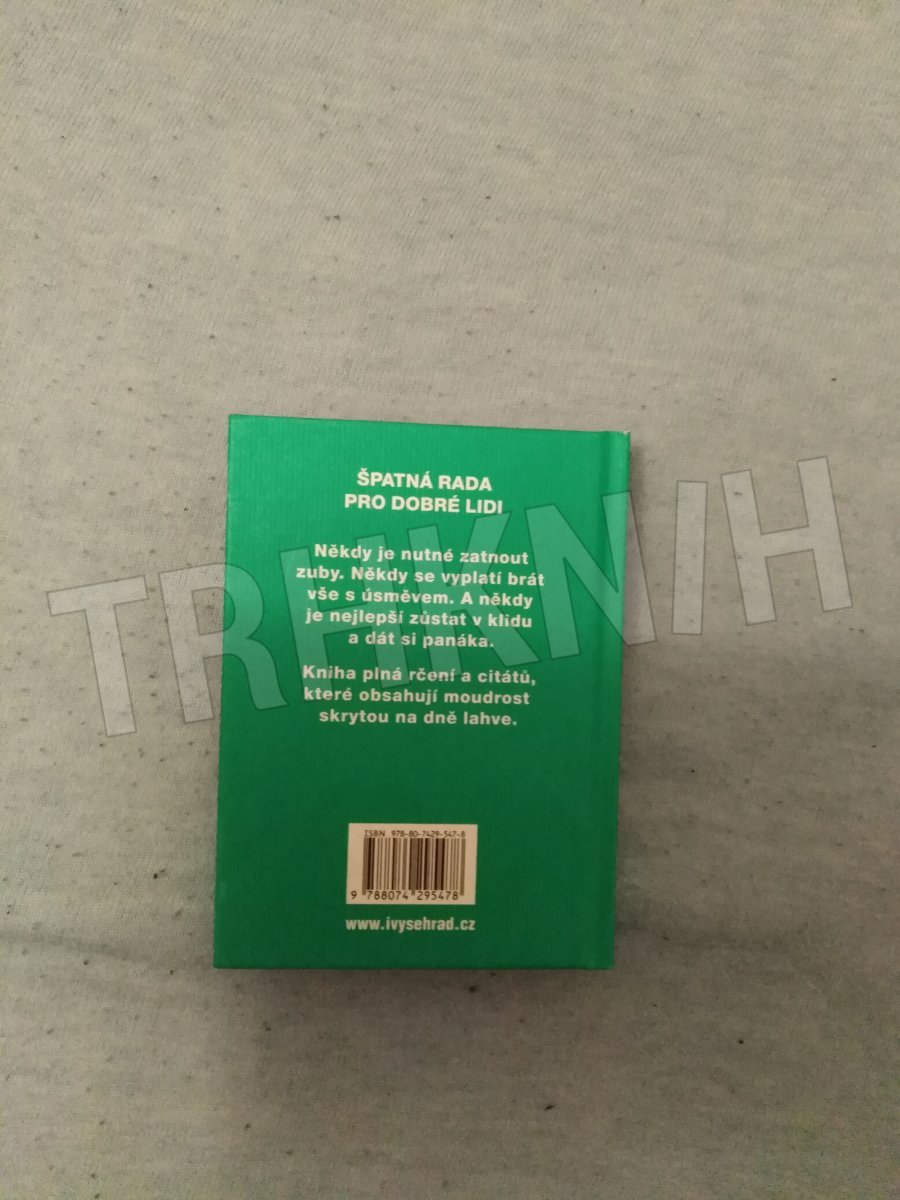 ŠPATNÁ RADA
PRO DOBRÉ LIDI
Někdy je nutné zatnout
zuby. Někdy se vyplatí brát
vše s úsměvem. A někdy
je nejlepší zůstat v klidu
a dát si panáka.
Kniha plná rčení a citátů,
které obsahují moudrost
skrytou na dně lahve.
TRHKNIH
ISBN 978-80-7429-547-8
9 788074 295478
www.ivysehrad.cz